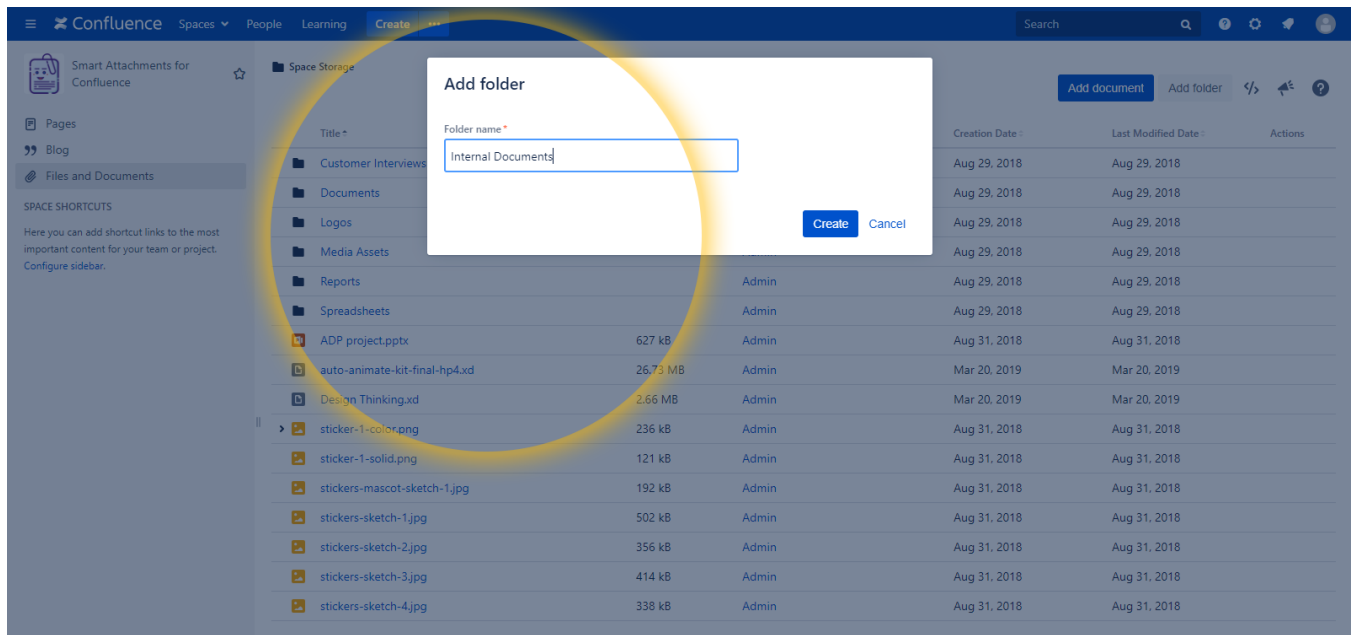 Confluence Spaces People Learning Create ... Search
Smart Attachments for
Confluence
Pages
Blog
Files and Documents
SPACE SHORTCUTS
Here you can add shortcut links to the most
important content for your team or project.
Configure sidebar.
Space Storage
Add document Add folder
Add folder
Folder name *
Internal Documents
Create Cancel
Title Creation Date Last Modified Date Actions
Customer Interviews Aug 29, 2018 Aug 29, 2018
Documents Aug 29, 2018 Aug 29, 2018
Logos Aug 29, 2018 Aug 29, 2018
Media Assets Aug 29, 2018 Aug 29, 2018
Reports Admin Aug 29, 2018 Aug 29, 2018
Spreadsheets Admin Aug 29, 2018 Aug 29, 2018
ADP project.pptx 627 kB Admin Aug 31, 2018 Aug 31, 2018
auto-animate-kit-final-hp4.xd 26.73 MB Admin Mar 20, 2019 Mar 20, 2019
Design Thinking.xd 2.66 MB Admin Mar 20, 2019 Mar 20, 2019
sticker-1-color.png 236 kB Admin Aug 31, 2018 Aug 31, 2018
sticker-1-solid.png 121 kB Admin Aug 31, 2018 Aug 31, 2018
stickers-mascot-sketch-1.jpg 192 kB Admin Aug 31, 2018 Aug 31, 2018
stickers-sketch-1.jpg 502 kB Admin Aug 31, 2018 Aug 31, 2018
stickers-sketch-2.jpg 356 kB Admin Aug 31, 2018 Aug 31, 2018
stickers-sketch-3.jpg 414 kB Admin Aug 31, 2018 Aug 31, 2018
stickers-sketch-4.jpg 338 kB Admin Aug 31, 2018 Aug 31, 2018